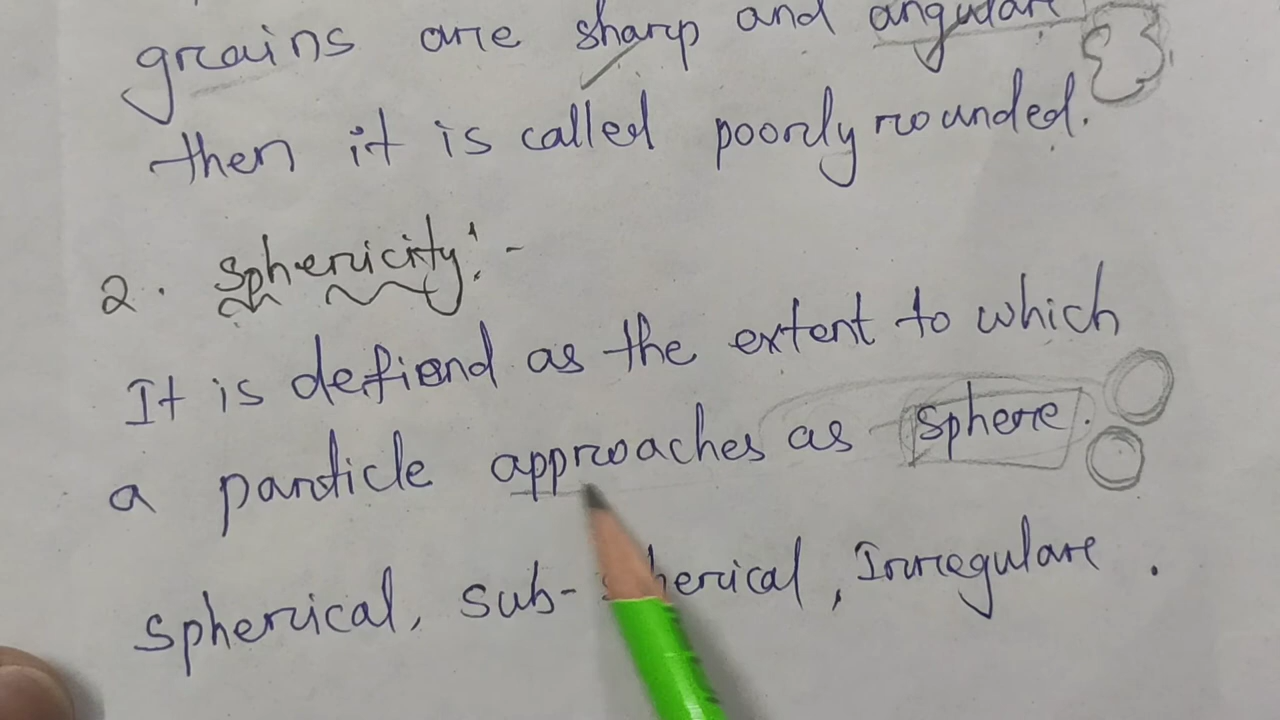 grains are sharp and angular
then it is called poorly rounded.
2. Sphericity:-
It is defiend as the extent to which
a particle approaches as sphere.
spherical, sub-spherical, Irregulare.